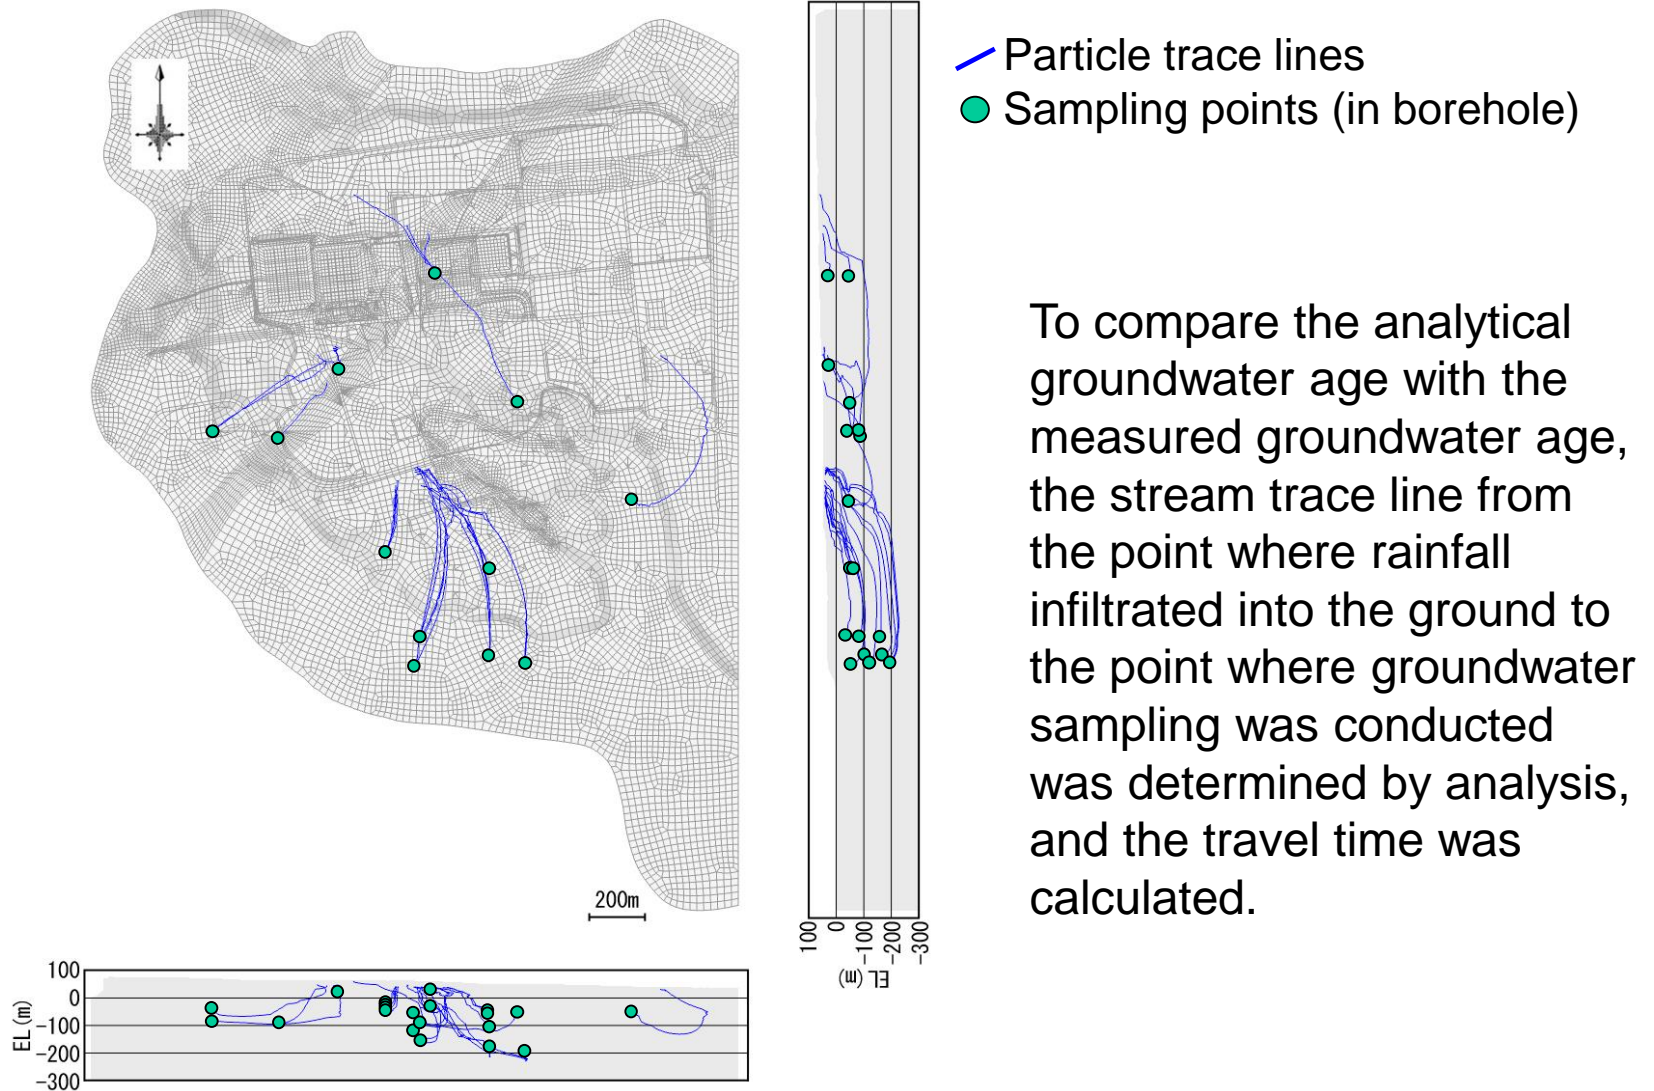 Particle trace lines
Sampling points (in borehole)
To compare the analytical
groundwater age with the
measured groundwater age,
the stream trace line from
the point where rainfall
infiltrated into the ground to
the point where groundwater
sampling was conducted
was determined by analysis,
and the travel time was
calculated.
200m
100
0
-100
-200
-300
EL (m)
100
0
-100
-200
-300
EL (m)